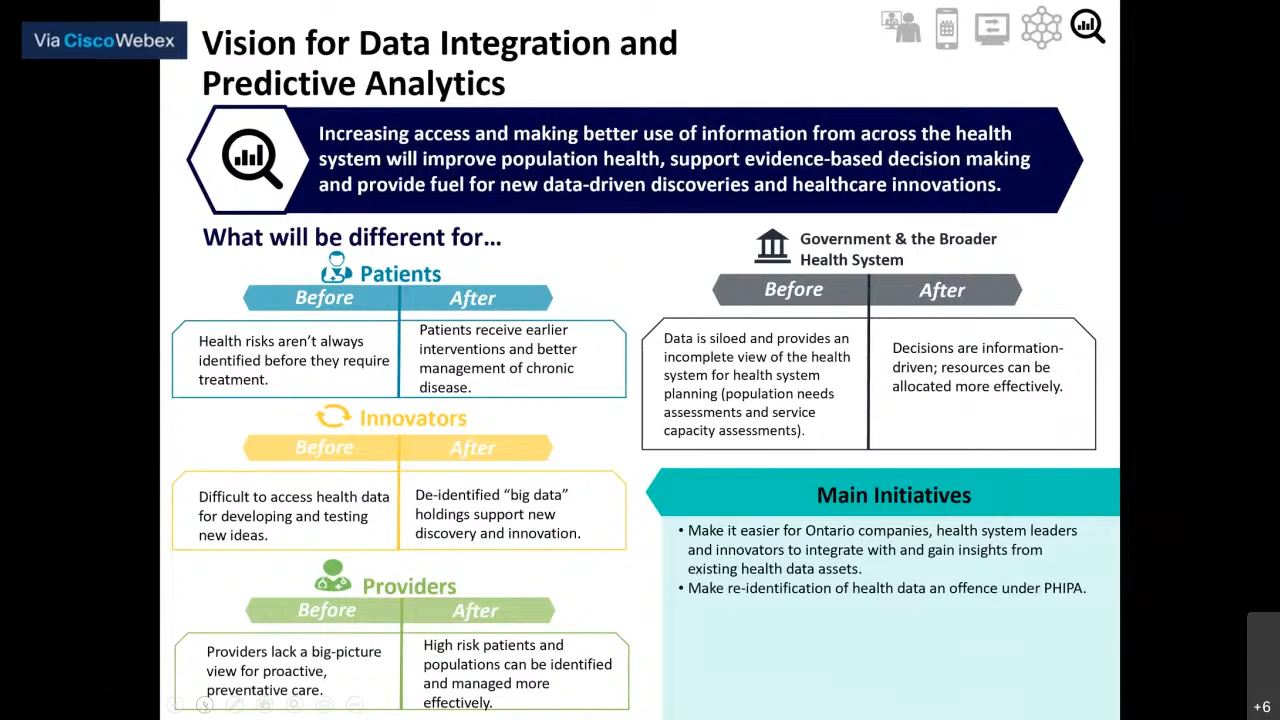 Via Cisco Webex
Vision for Data Integration and
Predictive Analytics
Increasing access and making better use of information from across the health
system will improve population health, support evidence-based decision making
and provide fuel for new data-driven discoveries and healthcare innovations.
What will be different for...
Patients
Before
After
Health risks aren't always
identified before they require
treatment.
Patients receive earlier
interventions and better
management of chronic
disease.
Innovators
Before
After
Difficult to access health data
for developing and testing
new ideas.
De-identified “big data”
holdings support new
discovery and innovation.
Providers
Before
After
Providers lack a big-picture
view for proactive,
preventative care.
High risk patients and
populations can be identified
and managed more
effectively.
Government & the Broader
Health System
Before
After
Data is siloed and provides an
incomplete view of the health
system for health system
planning (population needs
assessments and service
capacity assessments).
Decisions are information-
driven; resources can be
allocated more effectively.
Main Initiatives
• Make it easier for Ontario companies, health system leaders
and innovators to integrate with and gain insights from
existing health data assets.
• Make re-identification of health data an offence under PHIPA.
+6